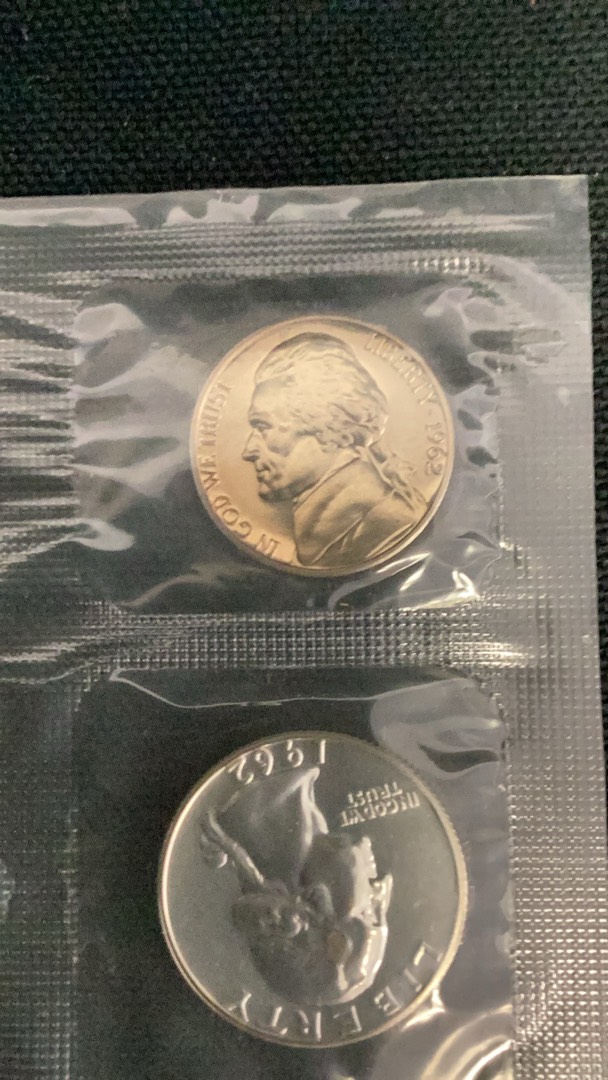 IN GOD WE TRUST
LIBERTY · 1962
1962
IN GOD WE
TRUST
LIBERTY